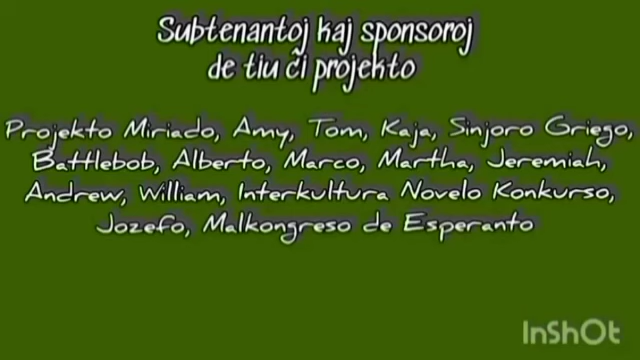 Subtenantoj kaj sponsoroj
de tiu ĉi projekto
Projekto Miriado, Amy, Tom, Kaja, Sinjoro Griego,
Battlebob, Alberto, Marco, Martha, Jeremiah,
Andrew, William, Interkultura Novelo Konkurso,
Jozefo, Malkongreso de Esperanto
InShOt